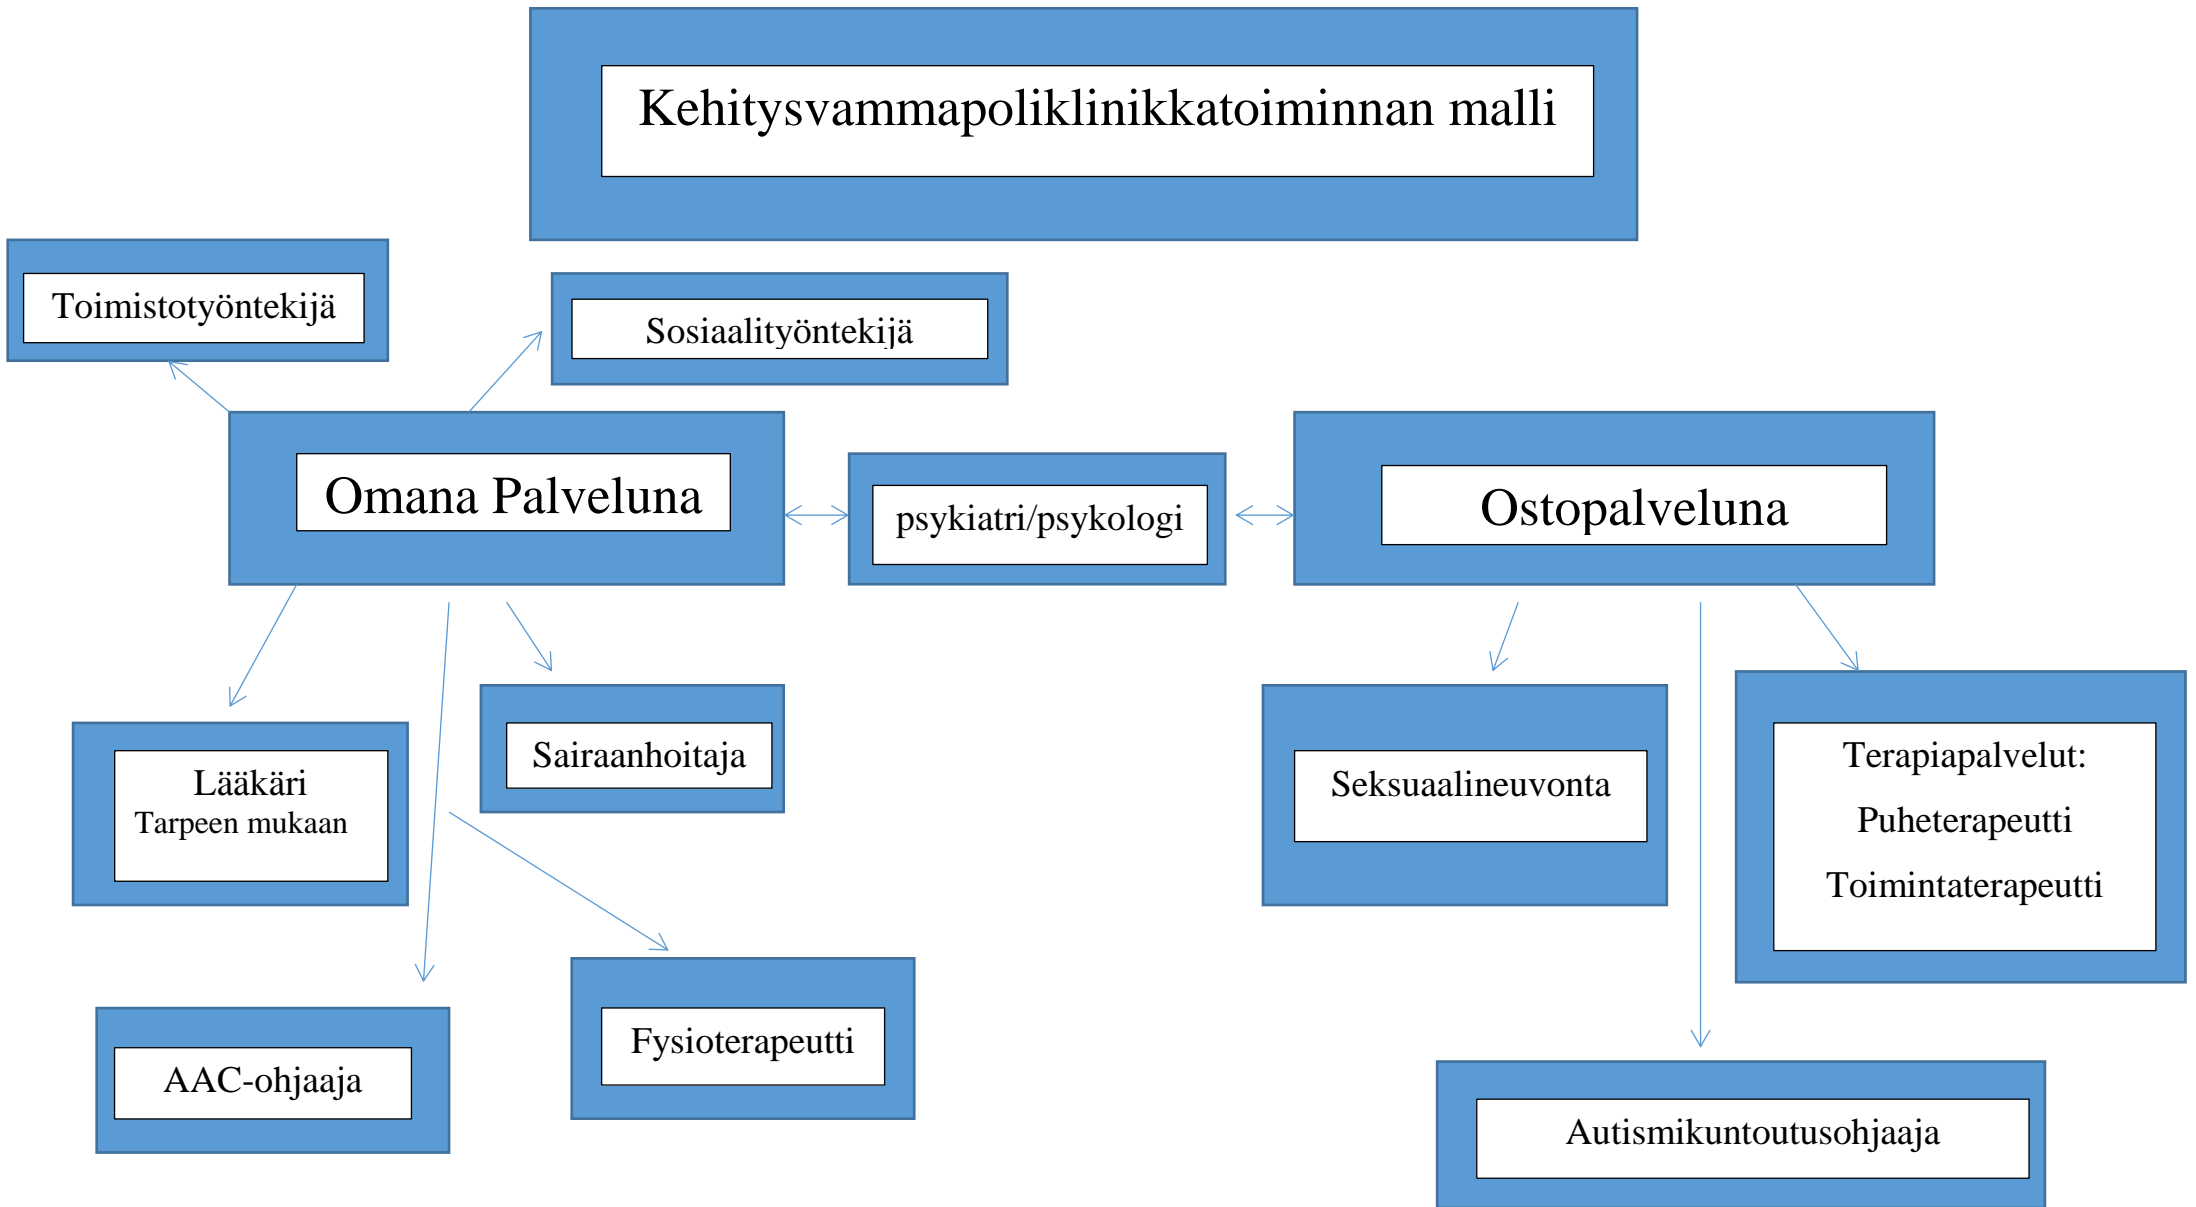 Kehitysvammapoliklinikkatoiminnan malli
Toimistotyöntekijä
Sosiaalityöntekijä
Omana Palveluna
psykiatri/psykologi
Ostopalveluna
Lääkäri
Tarpeen mukaan
Sairaanhoitaja
Seksuaalineuvonta
Terapiapalvelut:
Puheterapeutti
Toimintaterapeutti
AAC-ohjaaja
Fysioterapeutti
Autismikuntoutusohjaaja